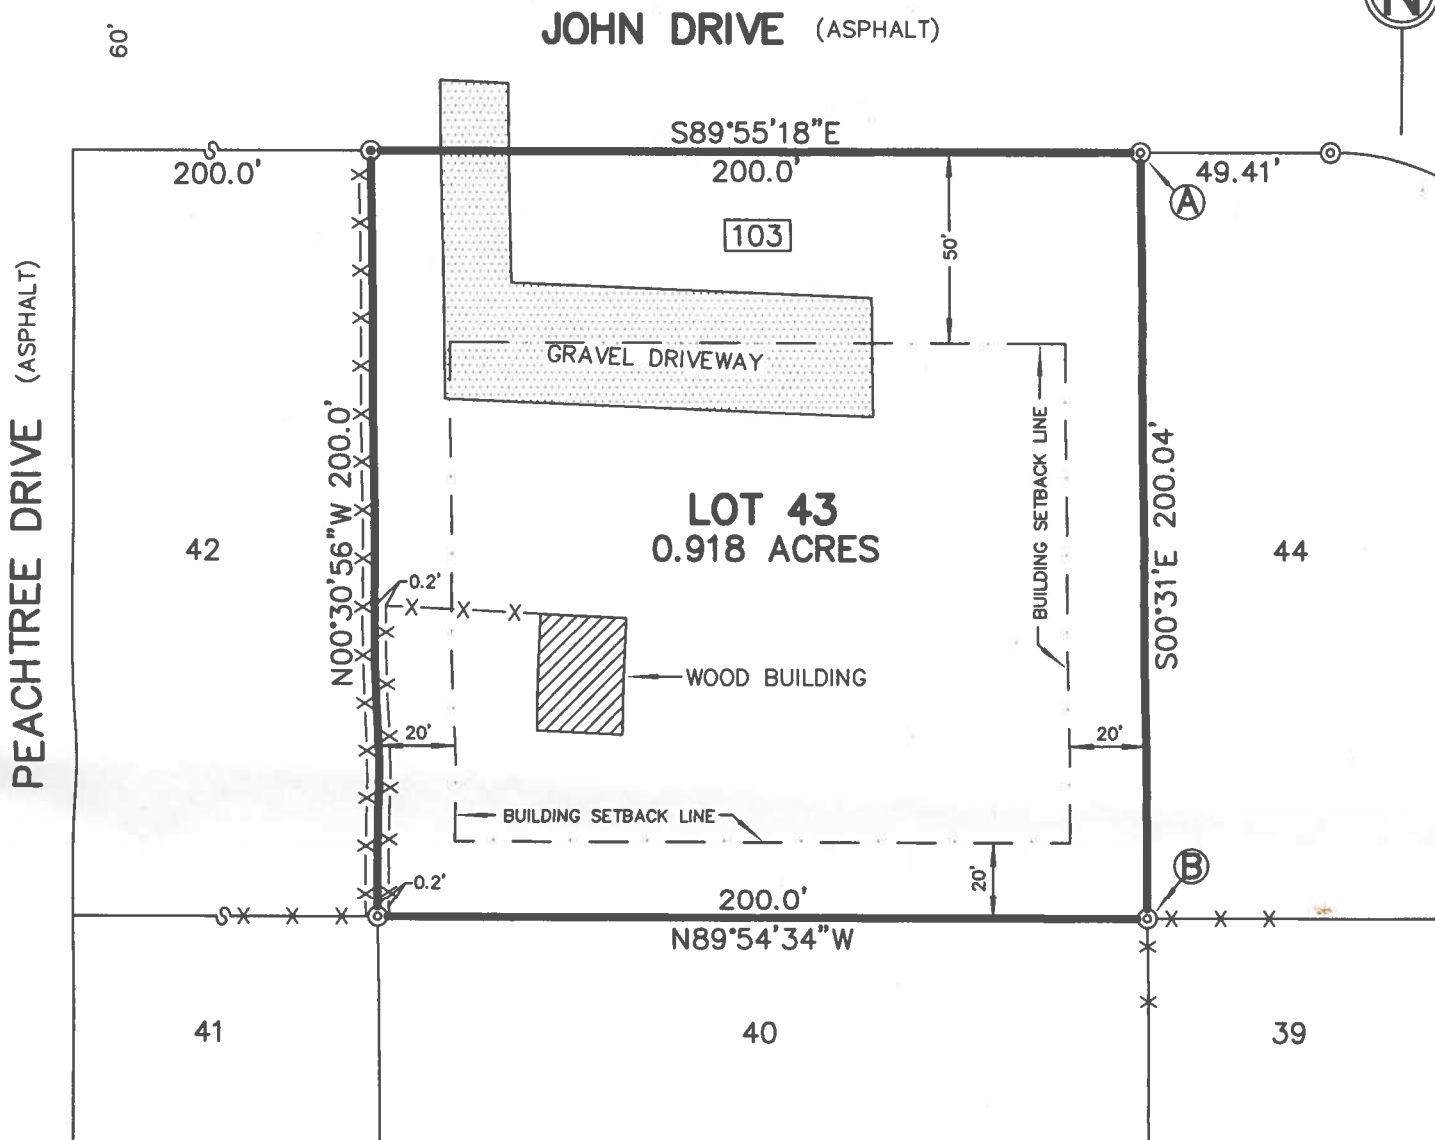 60'
JOHN DRIVE (ASPHALT)
N
S89°55'18"E
200.0'
200.0'
49.41'
A
103
50'
GRAVEL DRIVEWAY
PEACHTREE DRIVE (ASPHALT)
N00°30'56"W 200.0'
BUILDING SETBACK LINE
S00°31'E 200.04'
LOT 43
0.918 ACRES
42
44
0.2'
WOOD BUILDING
20'
20'
BUILDING SETBACK LINE
B
0.2'
20'
200.0'
N89°54'34"W
41
40
39